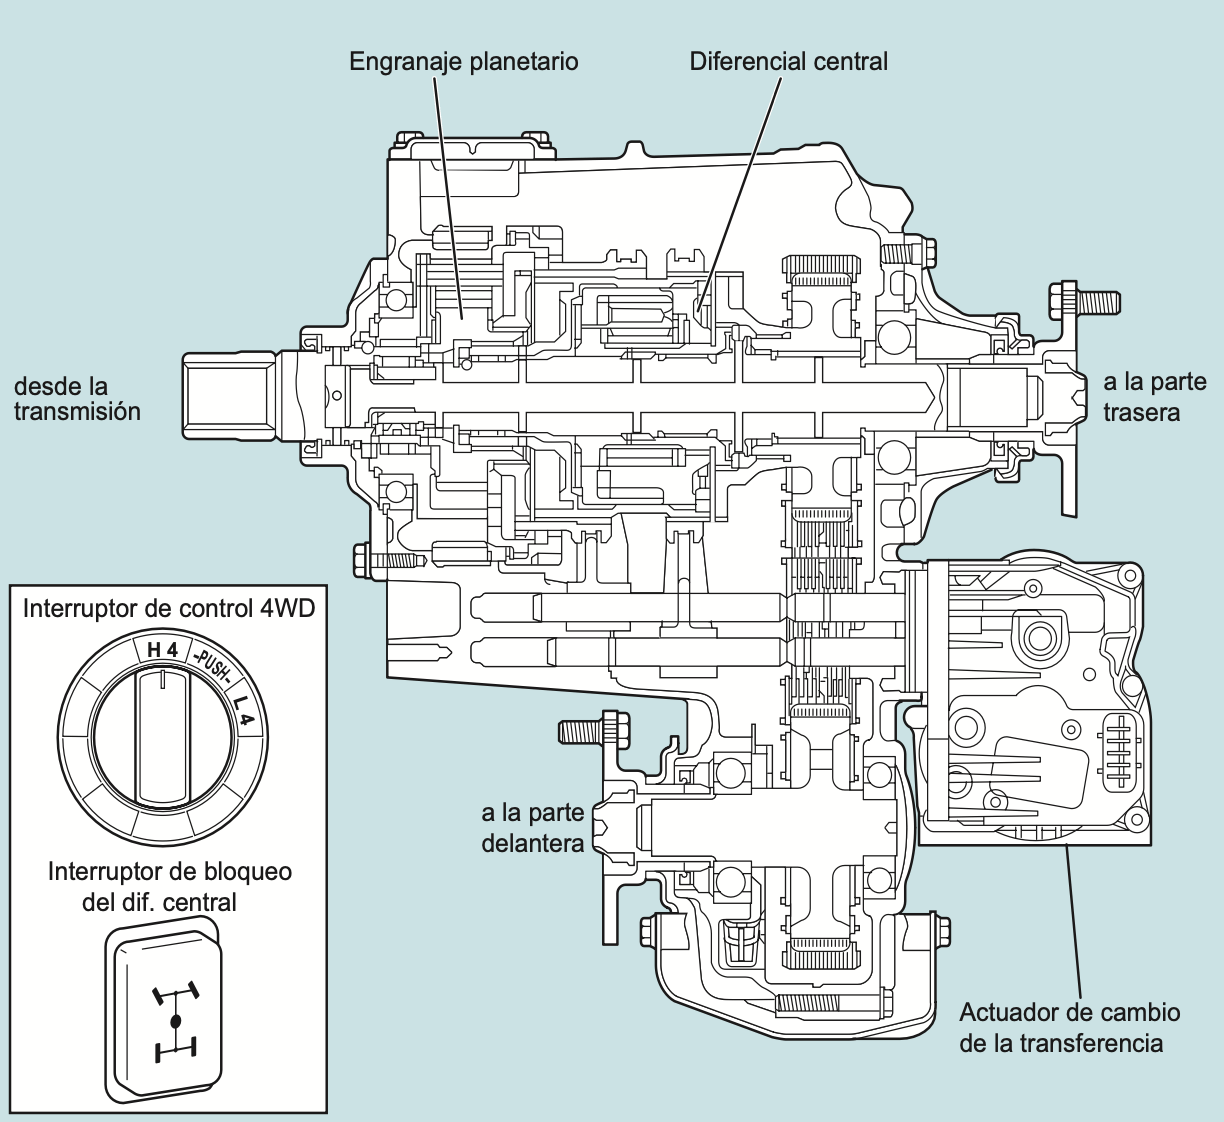 Engranaje planetario
Diferencial central
desde la
transmisión
a la parte
trasera
Interruptor de control 4WD
H 4
-PUSH-
L 4
a la parte
delantera
Interruptor de bloqueo
del dif. central
Actuador de cambio
de la transferencia